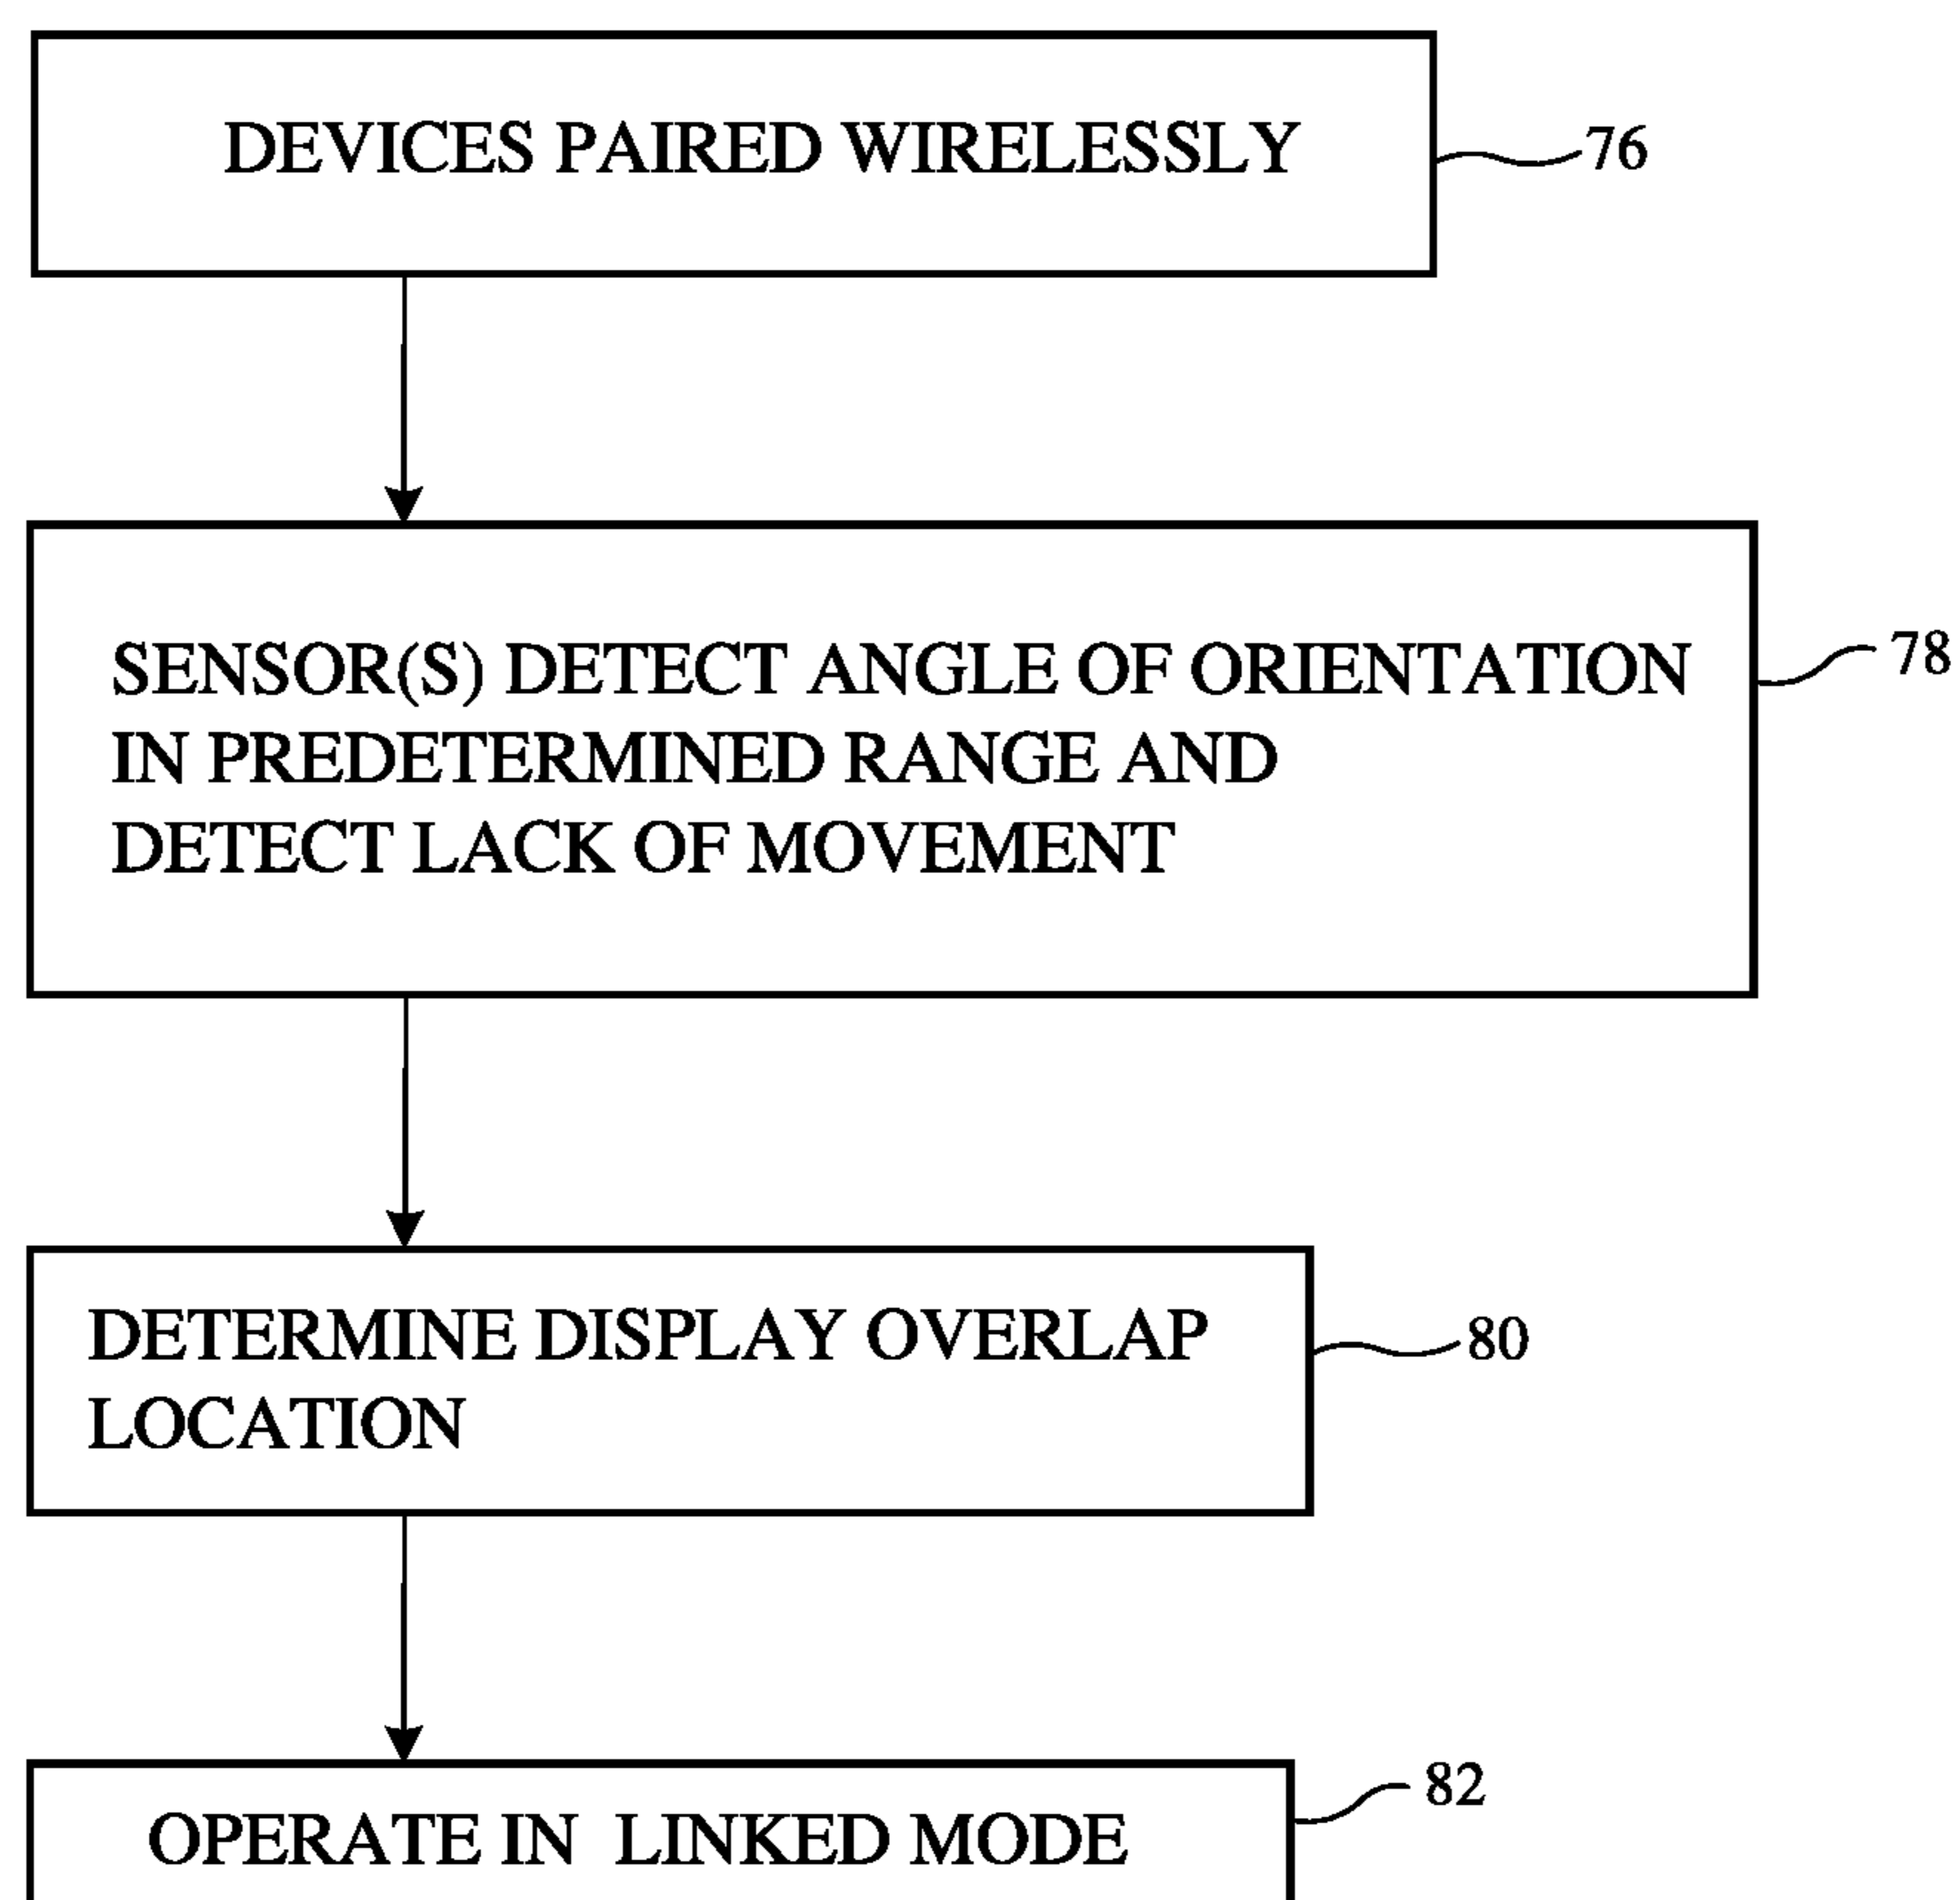 DEVICES PAIRED WIRELESSLY
76
SENSOR(S) DETECT ANGLE OF ORIENTATION
IN PREDETERMINED RANGE AND
DETECT LACK OF MOVEMENT
78
DETERMINE DISPLAY OVERLAP
LOCATION
80
OPERATE IN LINKED MODE
82